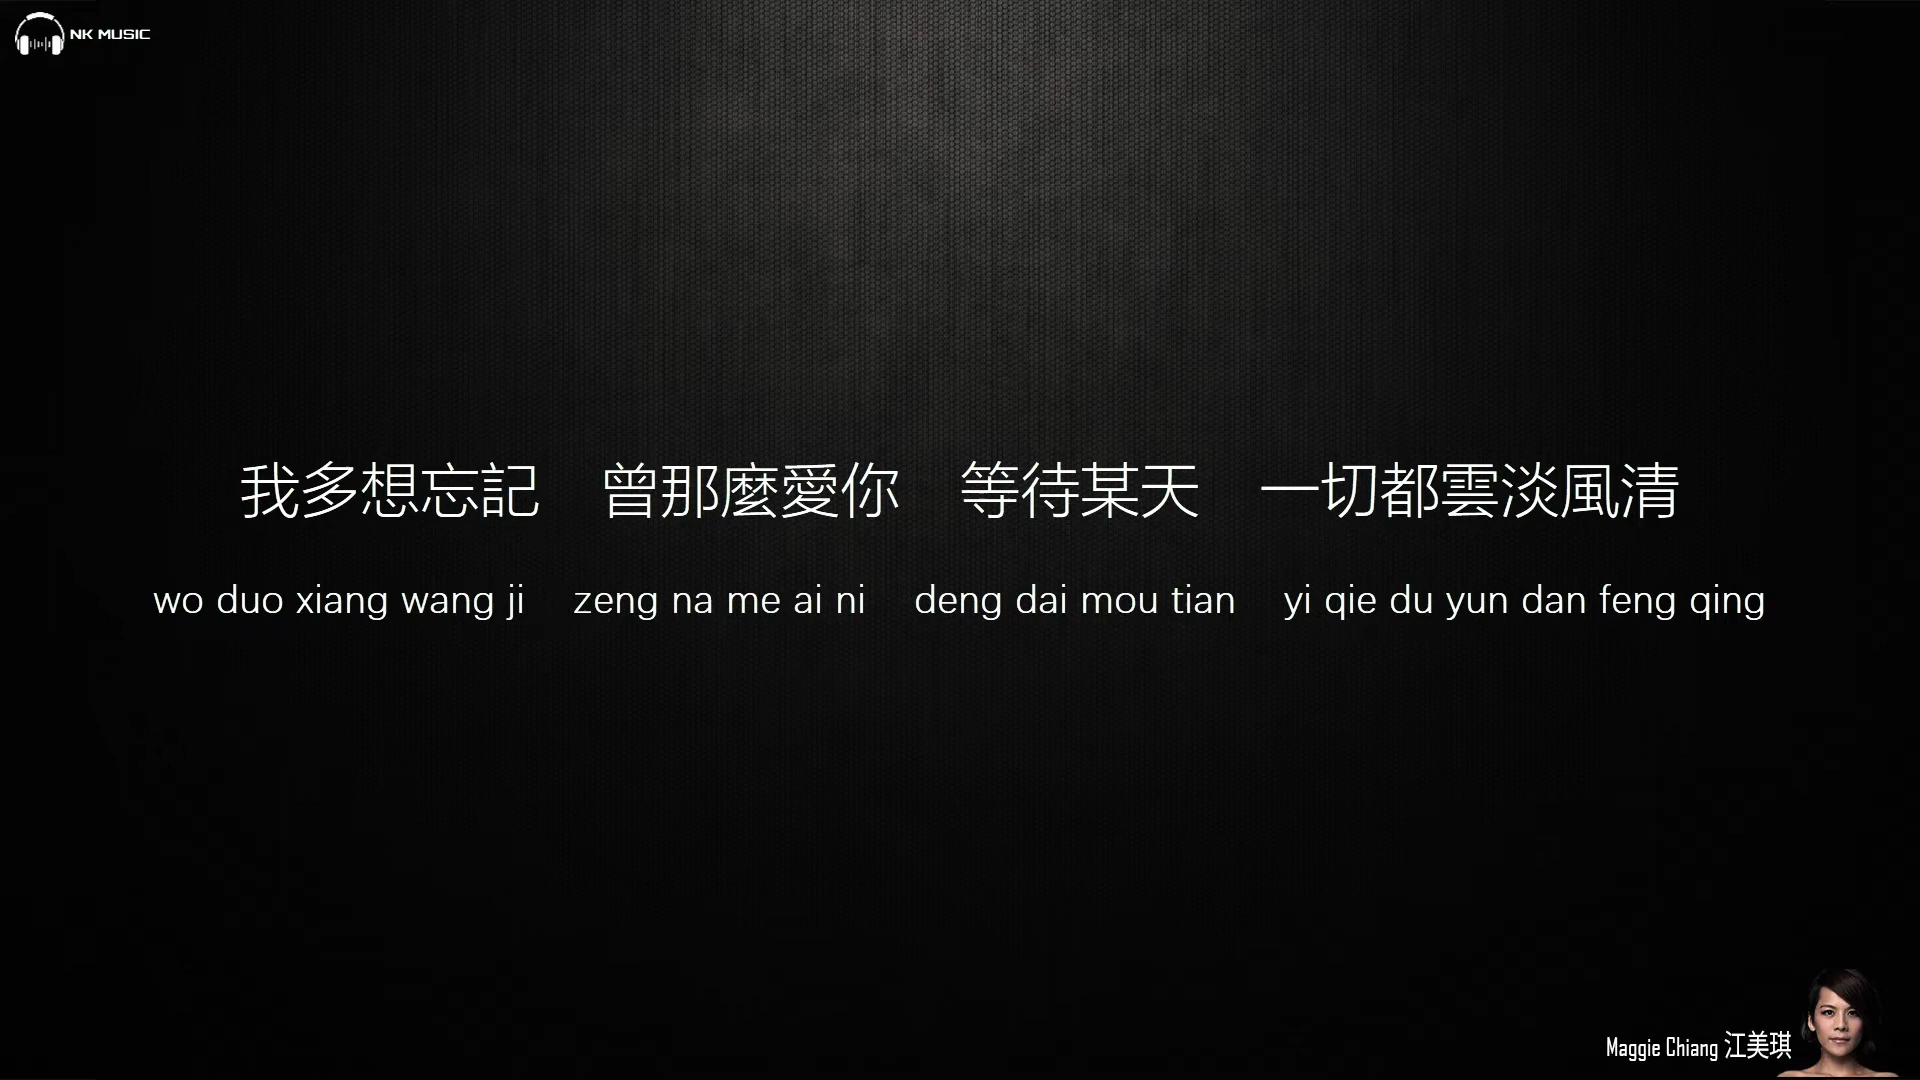 NK MUSIC
我多想忘記　曾那麼愛你　等待某天　一切都雲淡風清
wo duo xiang wang ji　zeng na me ai ni　deng dai mou tian　yi qie du yun dan feng qing
Maggie Chiang 江美琪